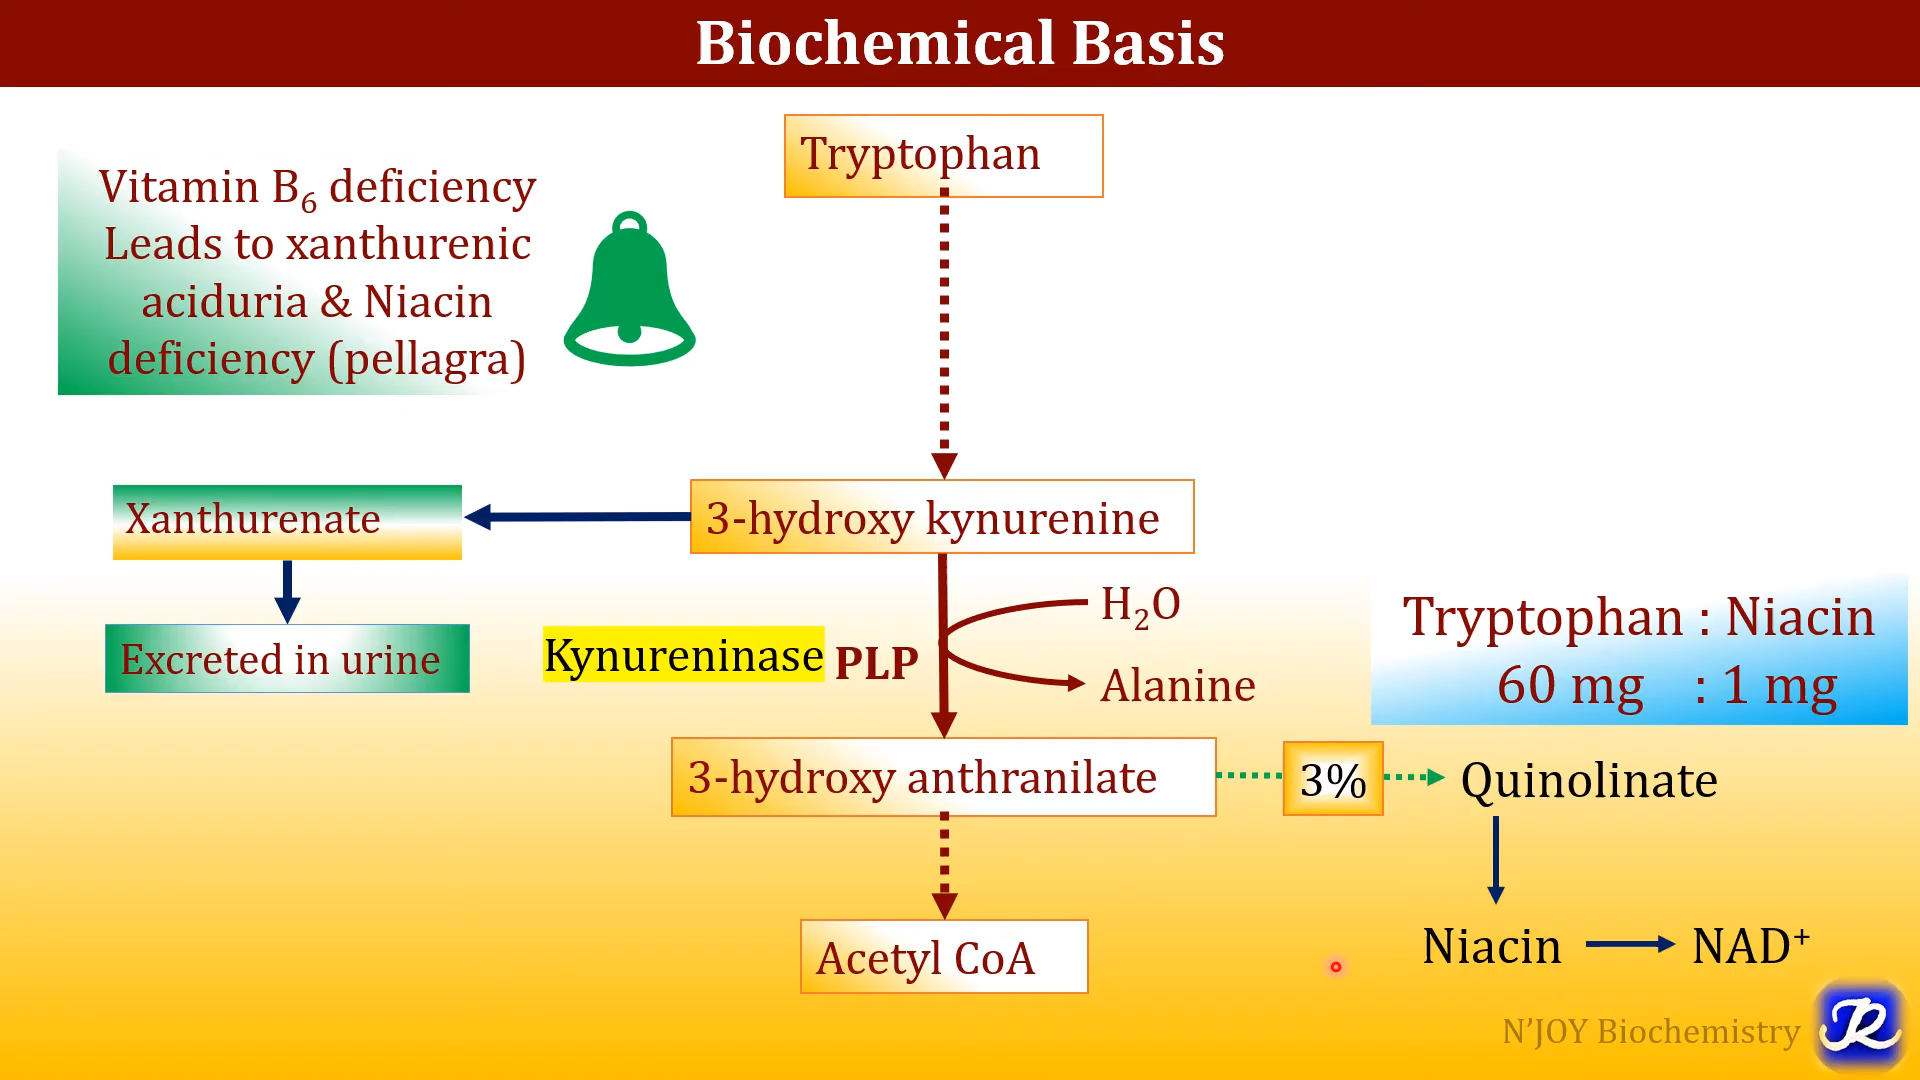 Biochemical Basis
Tryptophan
Vitamin B₆ deficiency
Leads to xanthurenic
aciduria & Niacin
deficiency (pellagra)
Xanthurenate
3-hydroxy kynurenine
H₂O
Tryptophan : Niacin
60 mg : 1 mg
Excreted in urine
Kynureninase PLP
Alanine
3-hydroxy anthranilate
3%
Quinolinate
Acetyl CoA
Niacin
NAD⁺
N'JOY Biochemistry